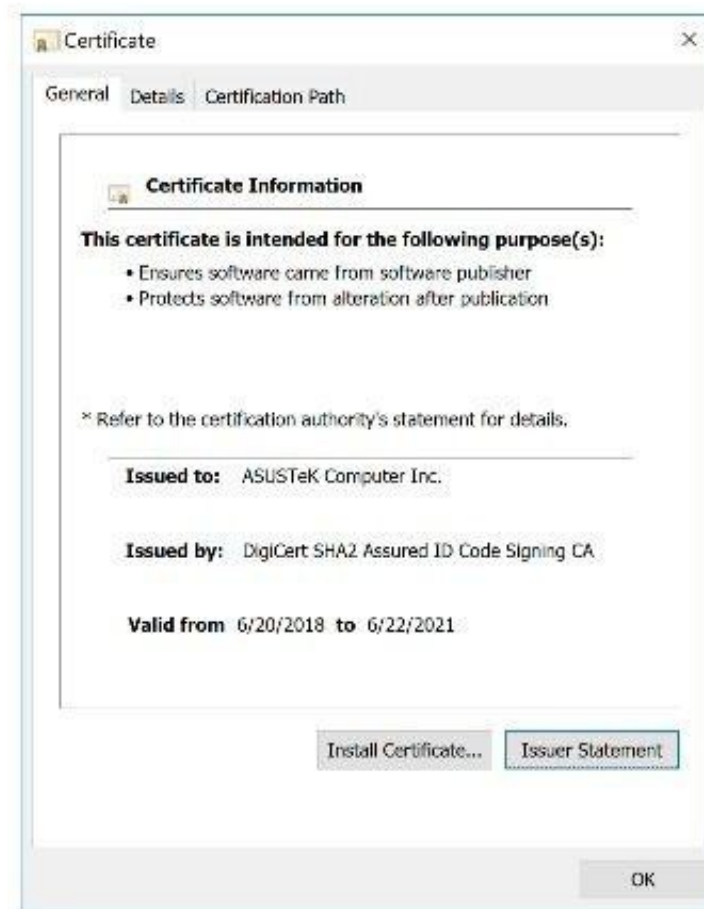 Certificate
General Details Certification Path
Certificate Information
This certificate is intended for the following purpose(s):
• Ensures software came from software publisher
• Protects software from alteration after publication
* Refer to the certification authority's statement for details.
Issued to: ASUSTeK Computer Inc.
Issued by: DigiCert SHA2 Assured ID Code Signing CA
Valid from 6/20/2018 to 6/22/2021
Install Certificate... Issuer Statement
OK